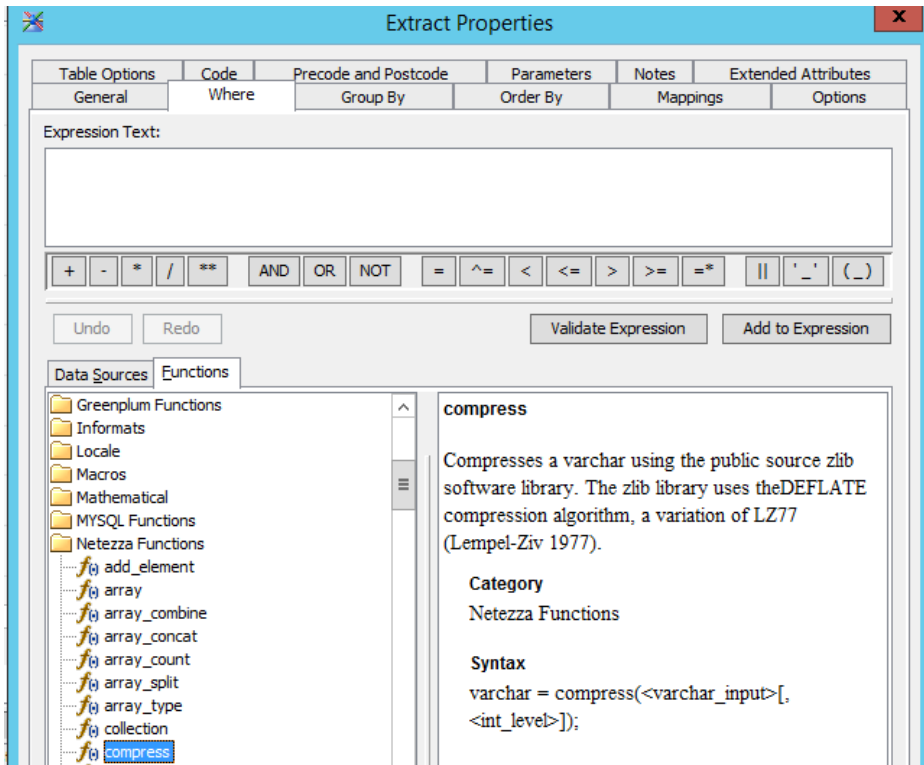 Extract Properties
x
Table Options Code Precode and Postcode Parameters Notes Extended Attributes
General Where Group By Order By Mappings Options
Expression Text:
+ - * / ** AND OR NOT = ^= < <= > >= =* || '_' (_)
Undo Redo Validate Expression Add to Expression
Data Sources Functions
Greenplum Functions
Informats
Locale
Macros
Mathematical
MYSQL Functions
Netezza Functions
f() add_element
f() array
f() array_combine
f() array_concat
f() array_count
f() array_split
f() array_type
f() collection
f() compress
compress
Compresses a varchar using the public source zlib
software library. The zlib library uses theDEFLATE
compression algorithm, a variation of LZ77
(Lempel-Ziv 1977).
Category
Netezza Functions
Syntax
varchar = compress(<varchar_input>[,
<int_level>]);